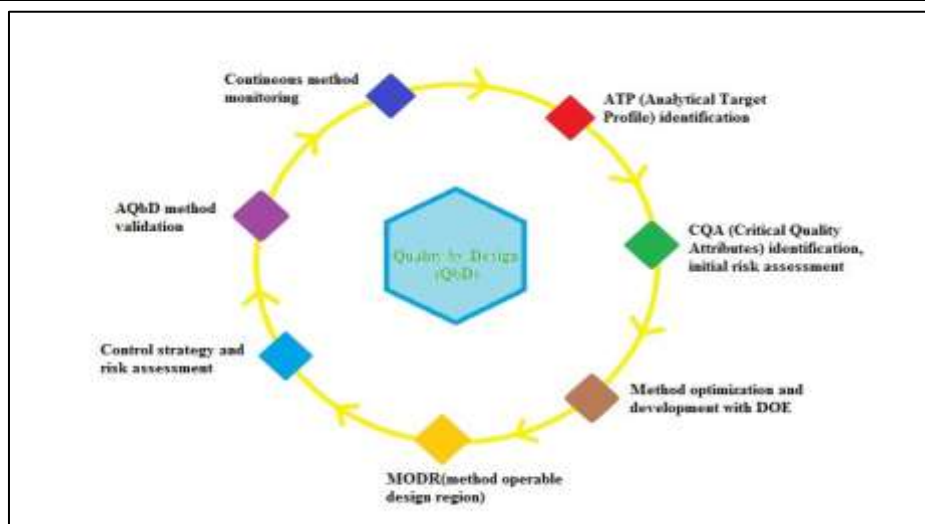 Contineous method
monitoring
ATP (Analytical Target
Profile) identification
CQA (Critical Quality
Attributes) identification,
initial risk assessment
Method optimization and
development with DOE
MODR(method operable
design region)
Control strategy and
risk assessment
AQbD method
validation
Quality by Design
(QbD)